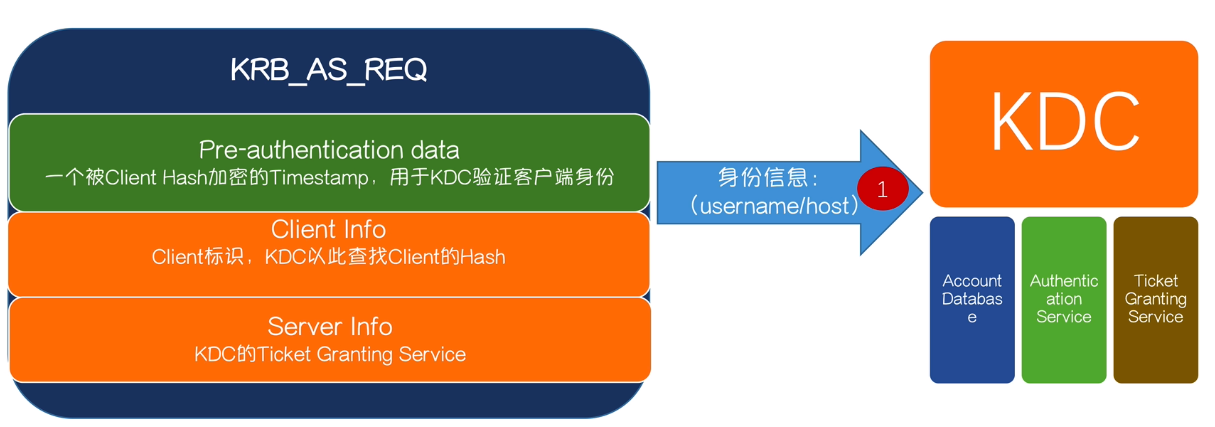 KRB_AS_REQ
Pre-authentication data
一个被Client Hash加密的Timestamp，用于KDC验证客户端身份
Client Info
Client标识，KDC以此查找Client的Hash
Server Info
KDC的Ticket Granting Service
身份信息：
（username/host）
1
KDC
Account
Databas
e
Authentic
ation
Service
Ticket
Granting
Service